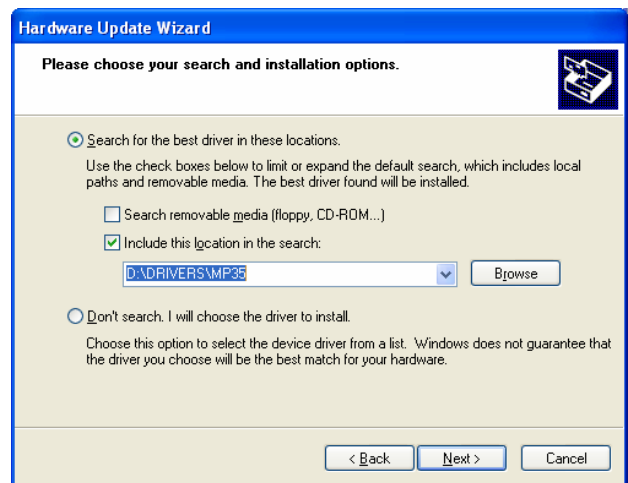 Hardware Update Wizard
Please choose your search and installation options.
Search for the best driver in these locations.
Use the check boxes below to limit or expand the default search, which includes local
paths and removable media. The best driver found will be installed.
Search removable media (floppy, CD-ROM...)
Include this location in the search:
D:\DRIVERS\MP35
Browse
Don't search. I will choose the driver to install.
Choose this option to select the device driver from a list. Windows does not guarantee that
the driver you choose will be the best match for your hardware.
< Back
Next >
Cancel